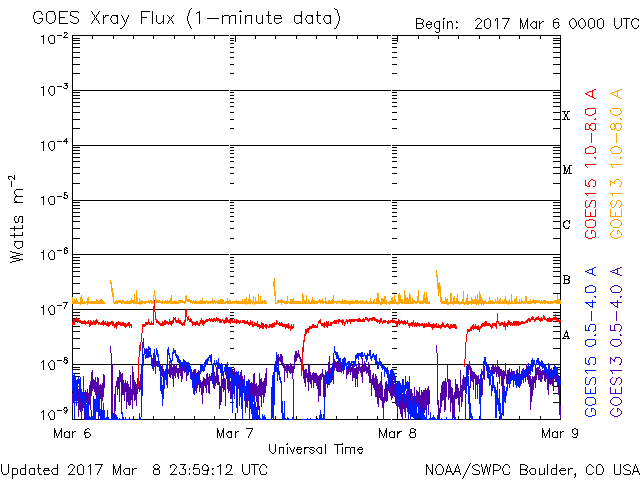 GOES Xray Flux (1-minute data)
Begin: 2017 Mar 6 0000 UTC
10-2
10-3
10-4
10-5
10-6
10-7
10-8
10-9
Watts m-2
X
M
C
B
A
GOES15 1.0-8.0 A
GOES13 1.0-8.0 A
GOES15 0.5-4.0 A
GOES13 0.5-4.0 A
Mar 6
Mar 7
Mar 8
Mar 9
Universal Time
Updated 2017 Mar 8 23:59:12 UTC
NOAA/SWPC Boulder, CO USA